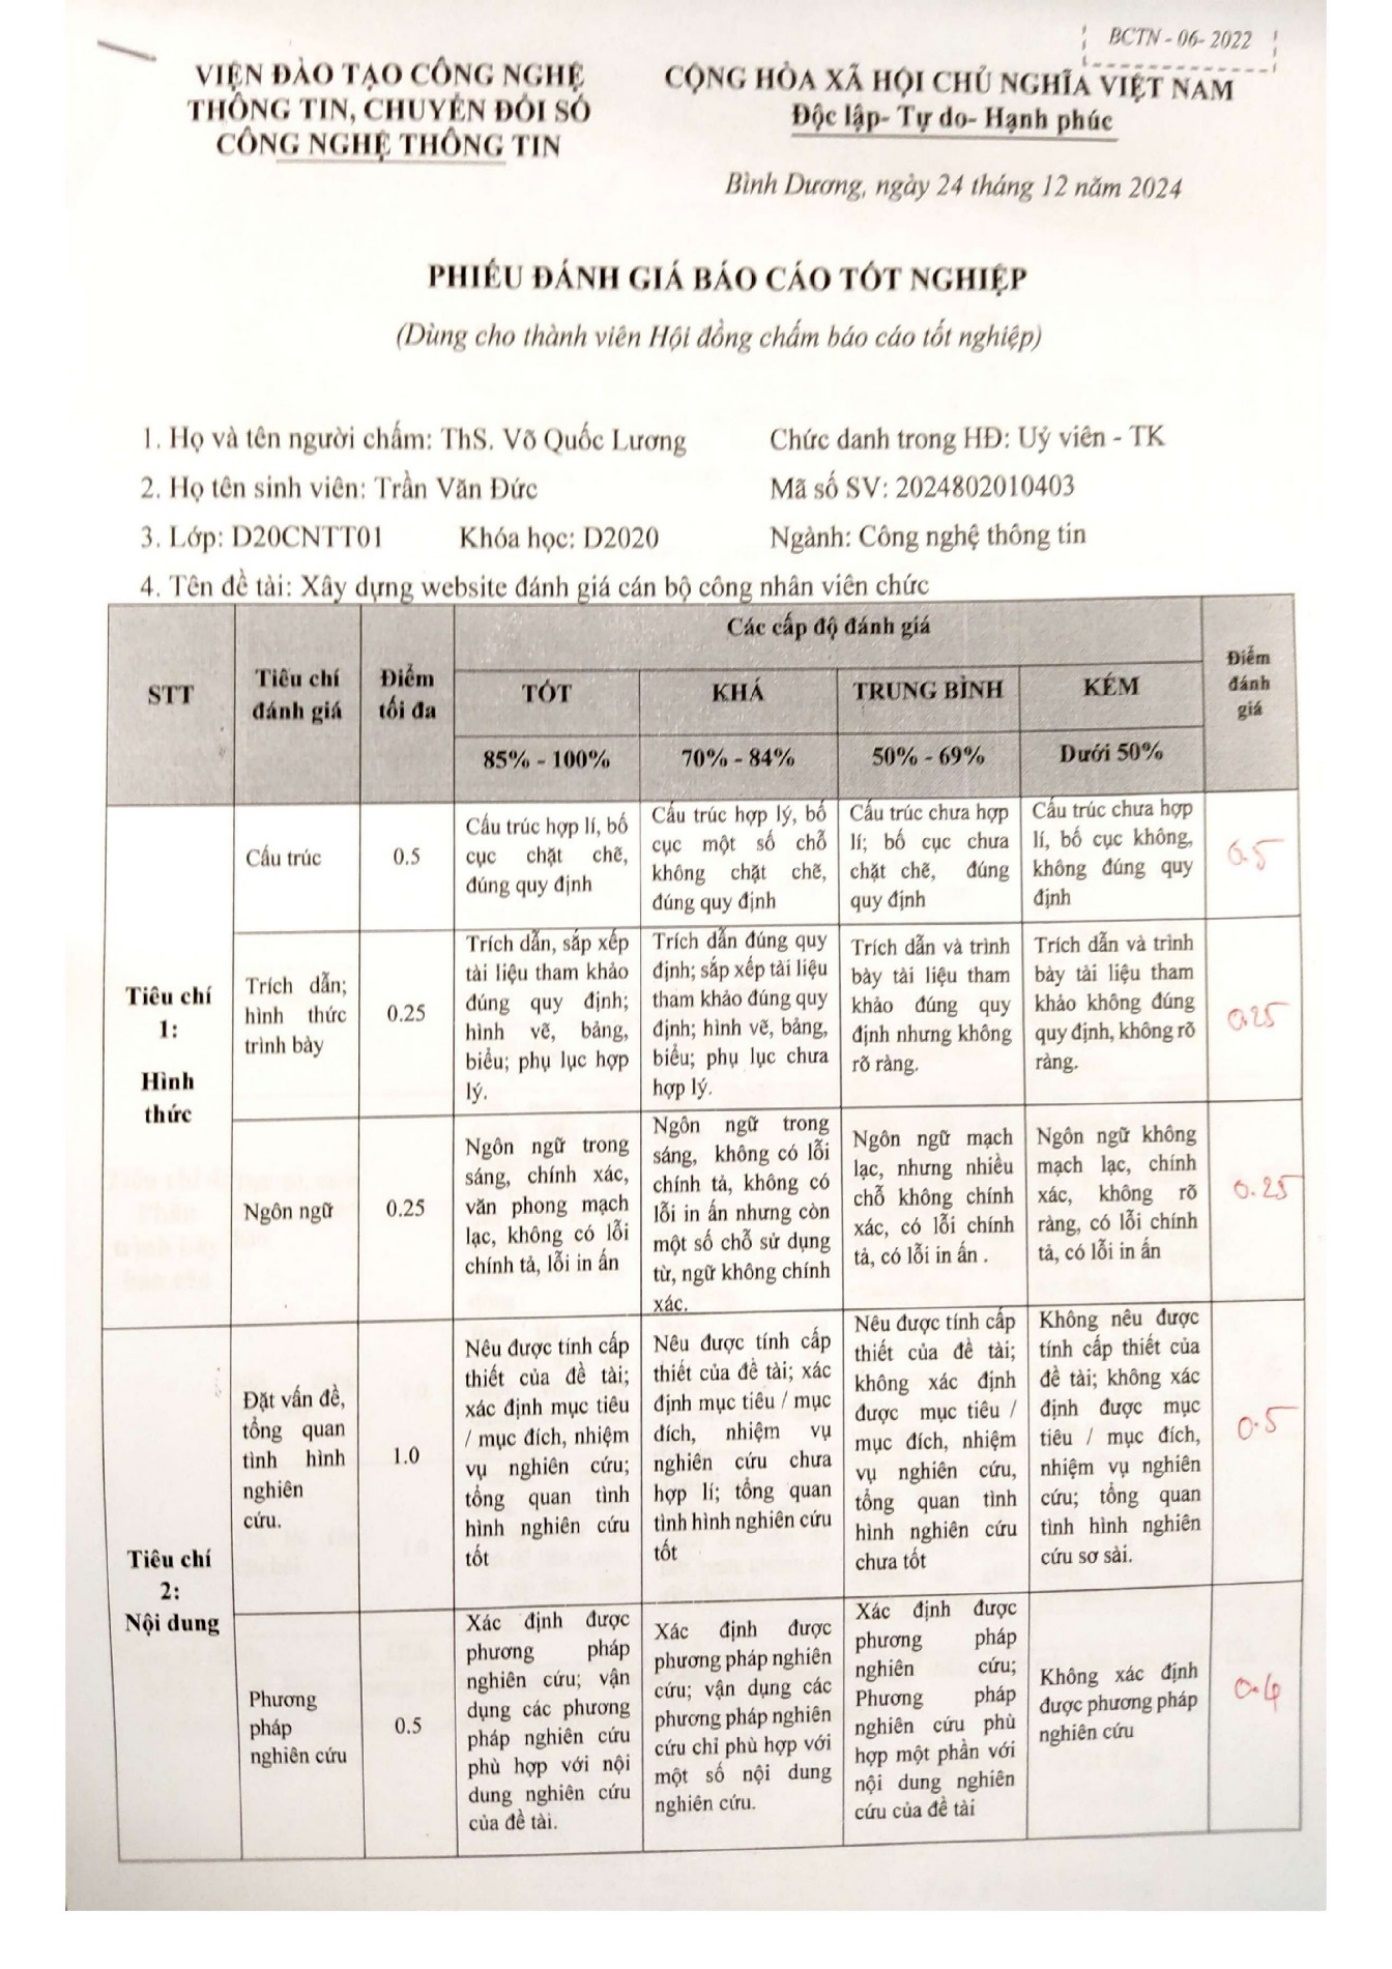 BCTN - 06- 2022
VIỆN ĐÀO TẠO CÔNG NGHỆ
THÔNG TIN, CHUYỂN ĐỔI SỐ
CÔNG NGHỆ THÔNG TIN
CỘNG HÒA XÃ HỘI CHỦ NGHĨA VIỆT NAM
Độc lập- Tự do- Hạnh phúc
Bình Dương, ngày 24 tháng 12 năm 2024
PHIẾU ĐÁNH GIÁ BÁO CÁO TỐT NGHIỆP
(Dùng cho thành viên Hội đồng chấm báo cáo tốt nghiệp)
1. Họ và tên người chấm: ThS. Võ Quốc Lương Chức danh trong HĐ: Uỷ viên - TK
2. Họ tên sinh viên: Trần Văn Đức Mã số SV: 2024802010403
3. Lớp: D20CNTT01 Khóa học: D2020 Ngành: Công nghệ thông tin
4. Tên đề tài: Xây dựng website đánh giá cán bộ công nhân viên chức
STT
Tiêu chí
đánh giá
Điểm
tối đa
Các cấp độ đánh giá
TỐT
KHÁ
TRUNG BÌNH
KÉM
85% - 100%
70% - 84%
50% - 69%
Dưới 50%
Điểm
đánh
giá
Tiêu chí
1:
Hình
thức
Cấu trúc
0.5
Cấu trúc hợp lí, bố
cục chặt chẽ,
đúng quy định
Cấu trúc hợp lý, bố
cục một số chỗ
không chặt chẽ,
đúng quy định
Cấu trúc chưa hợp
lí; bố cục chưa
chặt chẽ, đúng
quy định
Cấu trúc chưa hợp
lí, bố cục không,
không đúng quy
định
0.5
Trích dẫn;
hình thức
trình bày
0.25
Trích dẫn, sắp xếp
tài liệu tham khảo
đúng quy định;
hình vẽ, bảng,
biểu; phụ lục hợp
lý.
Trích dẫn đúng quy
định; sắp xếp tài liệu
tham khảo đúng quy
định; hình vẽ, bảng,
biểu; phụ lục chưa
hợp lý.
Trích dẫn và trình
bày tài liệu tham
khảo đúng quy
định nhưng không
rõ ràng.
Trích dẫn và trình
bày tài liệu tham
khảo không đúng
quy định, không rõ
ràng.
0.25
Ngôn ngữ
0.25
Ngôn ngữ trong
sáng, chính xác,
văn phong mạch
lạc, không có lỗi
chính tả, lỗi in ấn
Ngôn ngữ trong
sáng, không có lỗi
chính tả, không có
lỗi in ấn nhưng còn
một số chỗ sử dụng
từ, ngữ không chính
xác.
Ngôn ngữ mạch
lạc, nhưng nhiều
chỗ không chính
xác, có lỗi chính
tả, có lỗi in ấn .
Ngôn ngữ không
mạch lạc, chính
xác, không rõ
ràng, có lỗi chính
tả, có lỗi in ấn
0.25
Tiêu chí
2:
Nội dung
Đặt vấn đề,
tổng quan
tình hình
nghiên
cứu.
1.0
Nêu được tính cấp
thiết của đề tài;
xác định mục tiêu
/ mục đích, nhiệm
vụ nghiên cứu;
tổng quan tình
hình nghiên cứu
tốt
Nêu được tính cấp
thiết của đề tài; xác
định mục tiêu / mục
đích, nhiệm vụ
nghiên cứu chưa
hợp lí; tổng quan
tình hình nghiên cứu
tốt
Nêu được tính cấp
thiết của đề tài;
không xác định
được mục tiêu /
mục đích, nhiệm
vụ nghiên cứu,
tổng quan tình
hình nghiên cứu
chưa tốt
Không nêu được
tính cấp thiết của
đề tài; không xác
định được mục
tiêu / mục đích,
nhiệm vụ nghiên
cứu; tổng quan
tình hình nghiên
cứu sơ sài.
0.5
Phương
pháp
nghiên cứu
0.5
Xác định được
phương pháp
nghiên cứu; vận
dụng các phương
pháp nghiên cứu
phù hợp với nội
dung nghiên cứu
của đề tài.
Xác định được
phương pháp nghiên
cứu; vận dụng các
phương pháp nghiên
cứu chỉ phù hợp với
một số nội dung
nghiên cứu.
Xác định được
phương pháp
nghiên cứu;
Phương pháp
nghiên cứu phù
hợp một phần với
nội dung nghiên
cứu của đề tài
Không xác định
được phương pháp
nghiên cứu
0.4